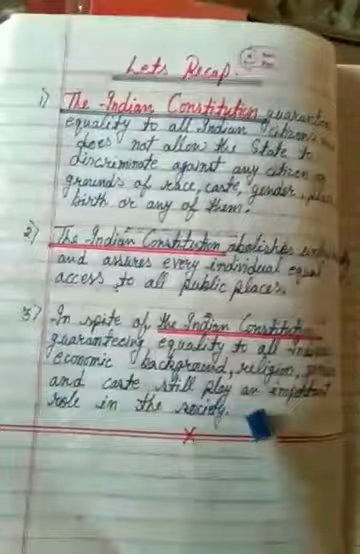 Lets Recap
1) The Indian Constitution guarantees
equality to all Indian citizens
does not allow the State to
discriminate against any citizen on
grounds of race, caste, gender,
birth or any of them.
2) The Indian Constitution abolishes
and assures every individual equal
access to all public places.
3) In spite of the Indian Constitution
guaranteeing equality to all
economic background, religion,
and caste still play an important
role in the society.